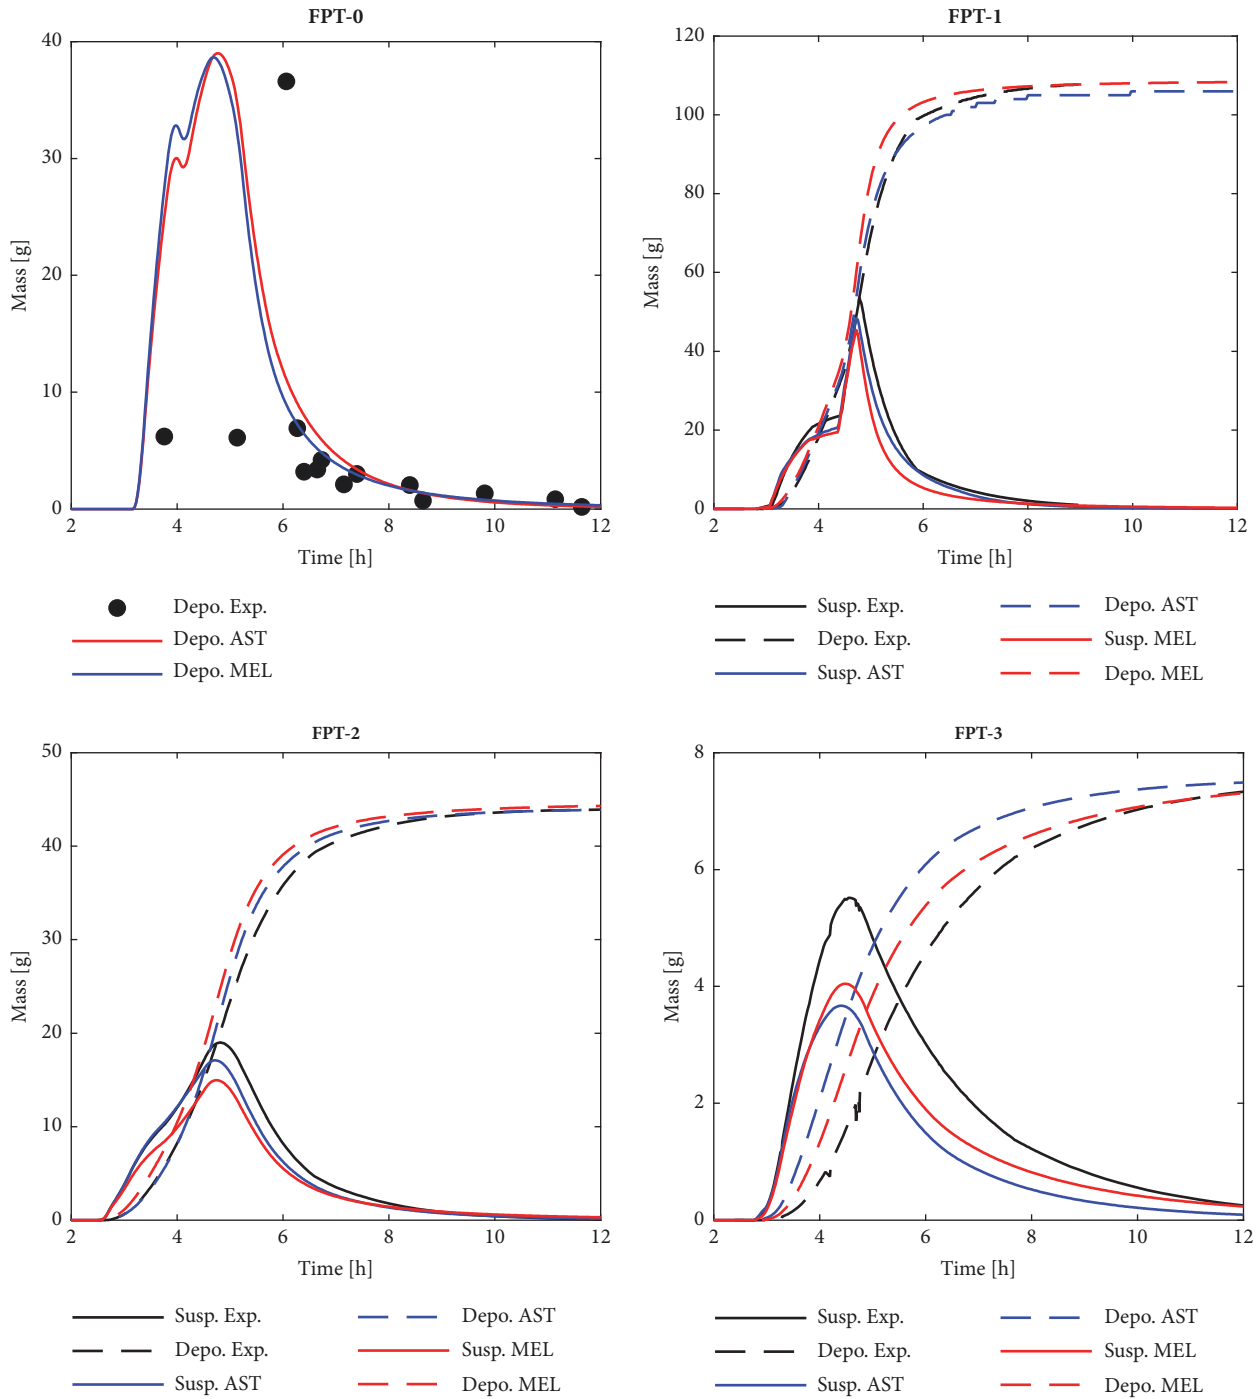 FPT-0
40
30
20
10
0
Mass [g]
2 4 6 8 10 12
Time [h]
Depo. Exp.
Depo. AST
Depo. MEL
FPT-1
120
100
80
60
40
20
0
Mass [g]
2 4 6 8 10 12
Time [h]
Susp. Exp. Depo. AST
Depo. Exp. Susp. MEL
Susp. AST Depo. MEL
FPT-2
50
40
30
20
10
0
Mass [g]
2 4 6 8 10 12
Time [h]
Susp. Exp. Depo. AST
Depo. Exp. Susp. MEL
Susp. AST Depo. MEL
FPT-3
8
6
4
2
0
Mass [g]
2 4 6 8 10 12
Time [h]
Susp. Exp. Depo. AST
Depo. Exp. Susp. MEL
Susp. AST Depo. MEL